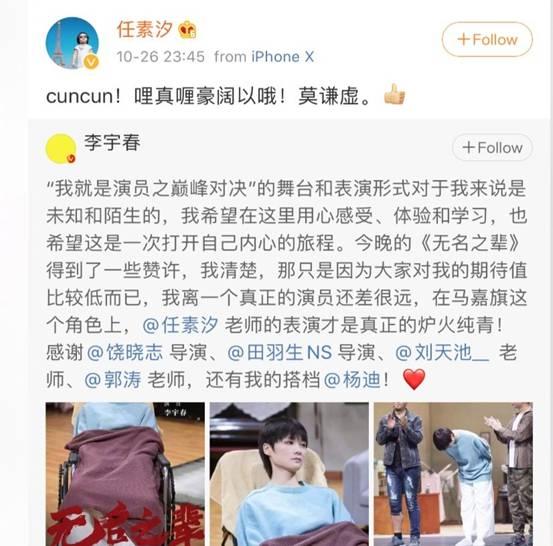 任素汐
10-26 23:45 from iPhone X
+Follow
cuncun！哩真喱豪阔以哦！莫谦虚。
李宇春
+Follow
“我就是演员之巅峰对决”的舞台和表演形式对于我来说是
未知和陌生的，我希望在这里用心感受、体验和学习，也
希望这是一次打开自己内心的旅程。今晚的《无名之辈》
得到了一些赞许，我清楚，那只是因为大家对我的期待值
比较低而已，我离一个真正的演员还差很远，在马嘉旗这
个角色上，@任素汐 老师的表演才是真正的炉火纯青！
感谢@饶晓志 导演、@田羽生NS 导演、@刘天池__ 老
师、@郭涛 老师，还有我的搭档@杨迪！
李宇春
无名之辈